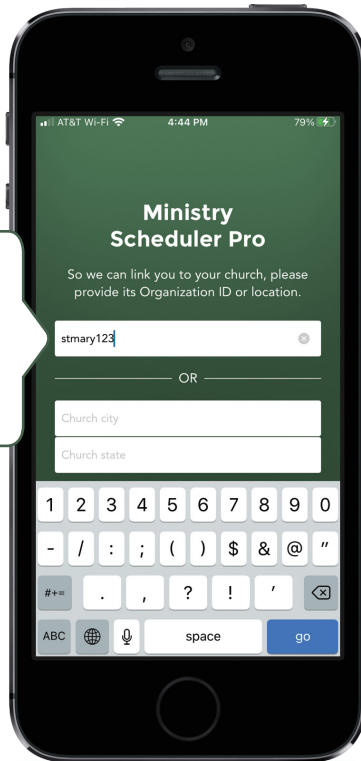 AT&T Wi-Fi 4:44 PM 79%
Ministry
Scheduler Pro
So we can link you to your church, please
provide its Organization ID or location.
stmary123
OR
Church city
Church state
1 2 3 4 5 6 7 8 9 0
- / : ; ( ) $ & @ "
#+= . , ? ! '
ABC space go